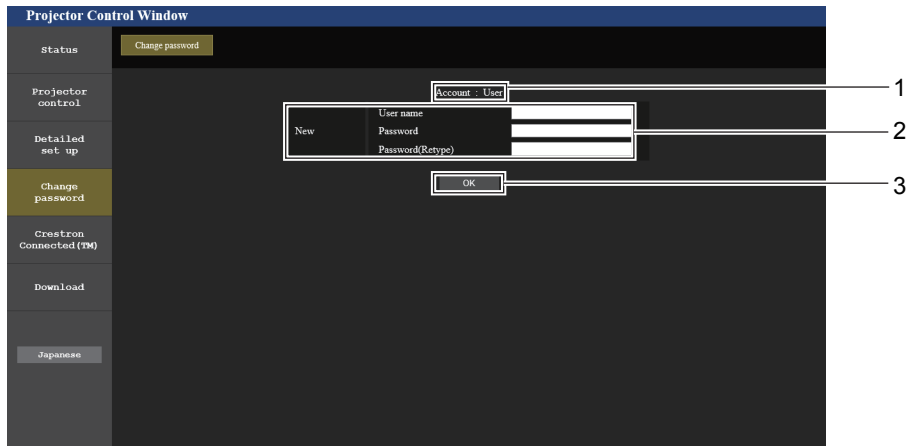 Projector Control Window
Status
Change password
Projector
control
Detailed
set up
Change
password
Crestron
Connected(TM)
Download
Japanese
Account : User
New
User name
Password
Password(Retype)
OK
1
2
3